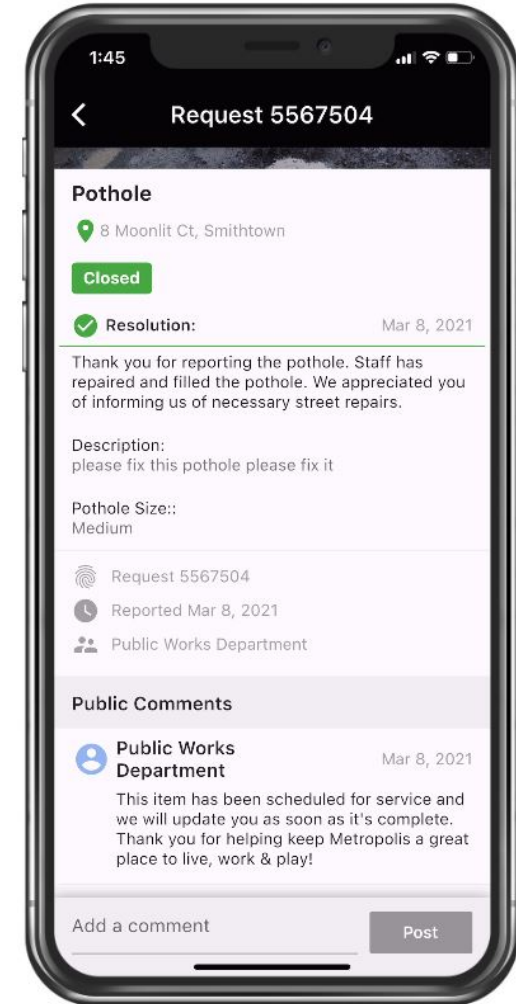 1:45
Request 5567504
Pothole
8 Moonlit Ct, Smithtown
Closed
Resolution: Mar 8, 2021
Thank you for reporting the pothole. Staff has
repaired and filled the pothole. We appreciated you
of informing us of necessary street repairs.
Description:
please fix this pothole please fix it
Pothole Size::
Medium
Request 5567504
Reported Mar 8, 2021
Public Works Department
Public Comments
Public Works Mar 8, 2021
Department
This item has been scheduled for service and
we will update you as soon as it's complete.
Thank you for helping keep Metropolis a great
place to live, work & play!
Add a comment Post